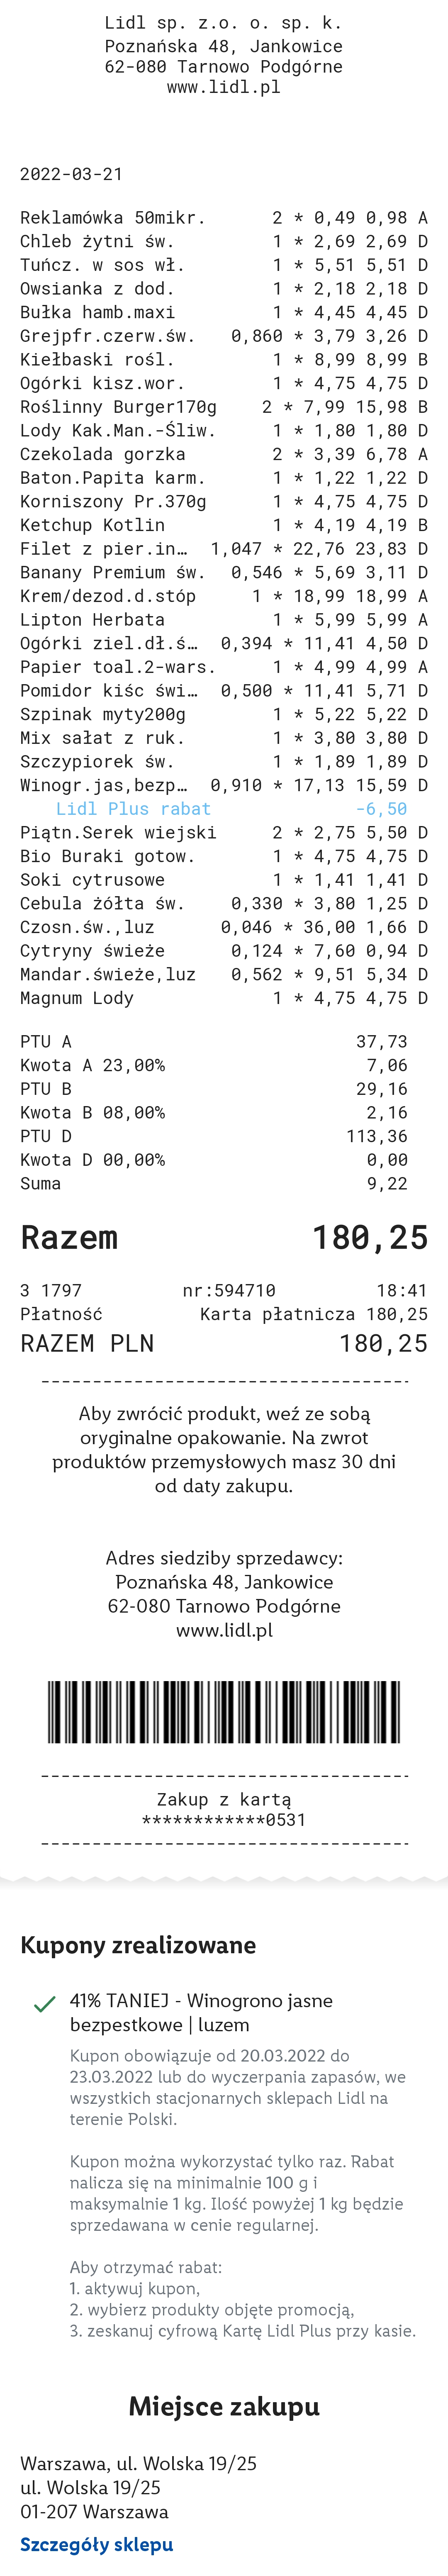 Lidl sp. z.o. o. sp. k.
Poznańska 48, Jankowice
62-080 Tarnowo Podgórne
www.lidl.pl
2022-03-21
Reklamówka 50mikr. 2 * 0,49 0,98 A
Chleb żytni św. 1 * 2,69 2,69 D
Tuńcz. w sos wł. 1 * 5,51 5,51 D
Owsianka z dod. 1 * 2,18 2,18 D
Bułka hamb.maxi 1 * 4,45 4,45 D
Grejpfr.czerw.św. 0,860 * 3,79 3,26 D
Kiełbaski rośl. 1 * 8,99 8,99 B
Ogórki kisz.wor. 1 * 4,75 4,75 D
Roślinny Burger170g 2 * 7,99 15,98 B
Lody Kak.Man.-Śliw. 1 * 1,80 1,80 D
Czekolada gorzka 2 * 3,39 6,78 A
Baton.Papita karm. 1 * 1,22 1,22 D
Korniszony Pr.370g 1 * 4,75 4,75 D
Ketchup Kotlin 1 * 4,19 4,19 B
Filet z pier.in… 1,047 * 22,76 23,83 D
Banany Premium św. 0,546 * 5,69 3,11 D
Krem/dezod.d.stóp 1 * 18,99 18,99 A
Lipton Herbata 1 * 5,99 5,99 A
Ogórki ziel.dł.ś… 0,394 * 11,41 4,50 D
Papier toal.2-wars. 1 * 4,99 4,99 A
Pomidor kiśc świ… 0,500 * 11,41 5,71 D
Szpinak myty200g 1 * 5,22 5,22 D
Mix sałat z ruk. 1 * 3,80 3,80 D
Szczypiorek św. 1 * 1,89 1,89 D
Winogr.jas,bezp… 0,910 * 17,13 15,59 D
Lidl Plus rabat -6,50
Piątn.Serek wiejski 2 * 2,75 5,50 D
Bio Buraki gotow. 1 * 4,75 4,75 D
Soki cytrusowe 1 * 1,41 1,41 D
Cebula żółta św. 0,330 * 3,80 1,25 D
Czosn.św.,luz 0,046 * 36,00 1,66 D
Cytryny świeże 0,124 * 7,60 0,94 D
Mandar.świeże,luz 0,562 * 9,51 5,34 D
Magnum Lody 1 * 4,75 4,75 D
PTU A 37,73
Kwota A 23,00% 7,06
PTU B 29,16
Kwota B 08,00% 2,16
PTU D 113,36
Kwota D 00,00% 0,00
Suma 9,22
Razem 180,25
3 1797 nr:594710 18:41
Płatność Karta płatnicza 180,25
RAZEM PLN 180,25
Aby zwrócić produkt, weź ze sobą
oryginalne opakowanie. Na zwrot
produktów przemysłowych masz 30 dni
od daty zakupu.
Adres siedziby sprzedawcy:
Poznańska 48, Jankowice
62-080 Tarnowo Podgórne
www.lidl.pl
Zakup z kartą
************0531
Kupony zrealizowane
41% TANIEJ - Winogrono jasne
bezpestkowe | luzem
Kupon obowiązuje od 20.03.2022 do
23.03.2022 lub do wyczerpania zapasów, we
wszystkich stacjonarnych sklepach Lidl na
terenie Polski.
Kupon można wykorzystać tylko raz. Rabat
nalicza się na minimalnie 100 g i
maksymalnie 1 kg. Ilość powyżej 1 kg będzie
sprzedawana w cenie regularnej.
Aby otrzymać rabat:
1. aktywuj kupon,
2. wybierz produkty objęte promocją,
3. zeskanuj cyfrową Kartę Lidl Plus przy kasie.
Miejsce zakupu
Warszawa, ul. Wolska 19/25
ul. Wolska 19/25
01-207 Warszawa
Szczegóły sklepu